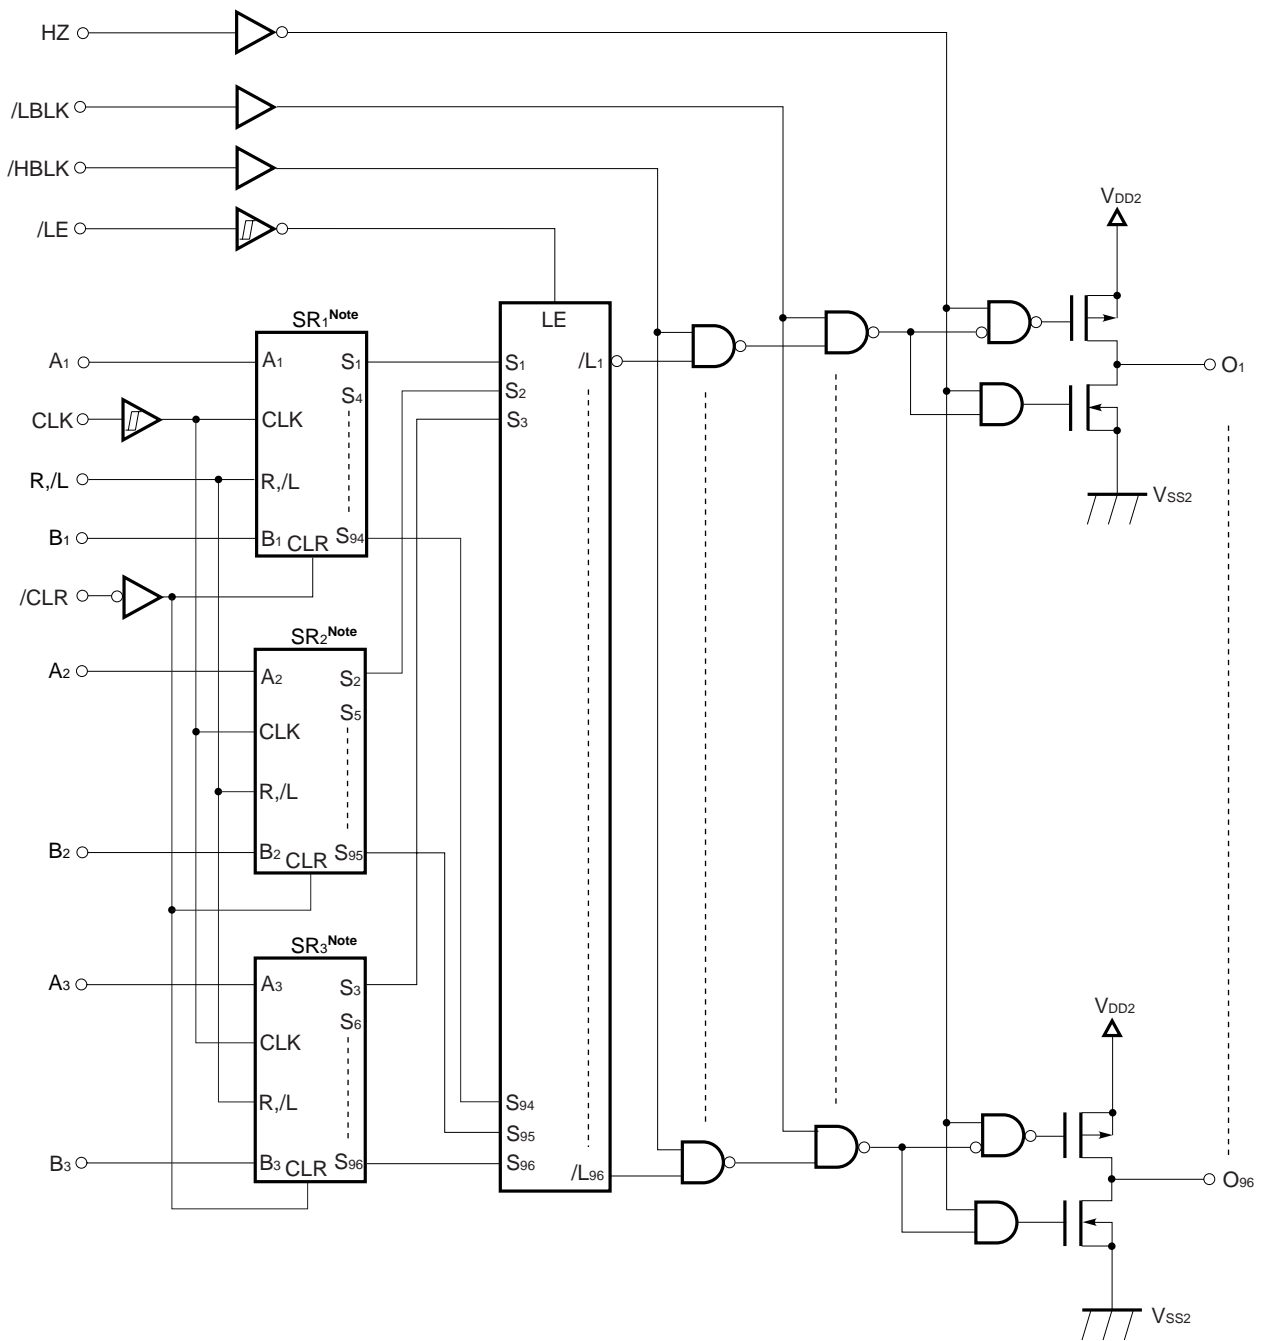 HZ
/LBLK
/HBLK
/LE
VDD2
LE
SR1Note
A1
A1
S1
S1
/L1
O1
S2
S4
S3
CLK
CLK
R,/L
R,/L
VSS2
B1
B1
CLR
S94
/CLR
SR2Note
A2
A2
S2
S5
CLK
R,/L
B2
B2
CLR
S95
SR3Note
A3
A3
S3
S6
VDD2
CLK
R,/L
S94
S95
B3
B3
CLR
S96
S96
/L96
O96
VSS2